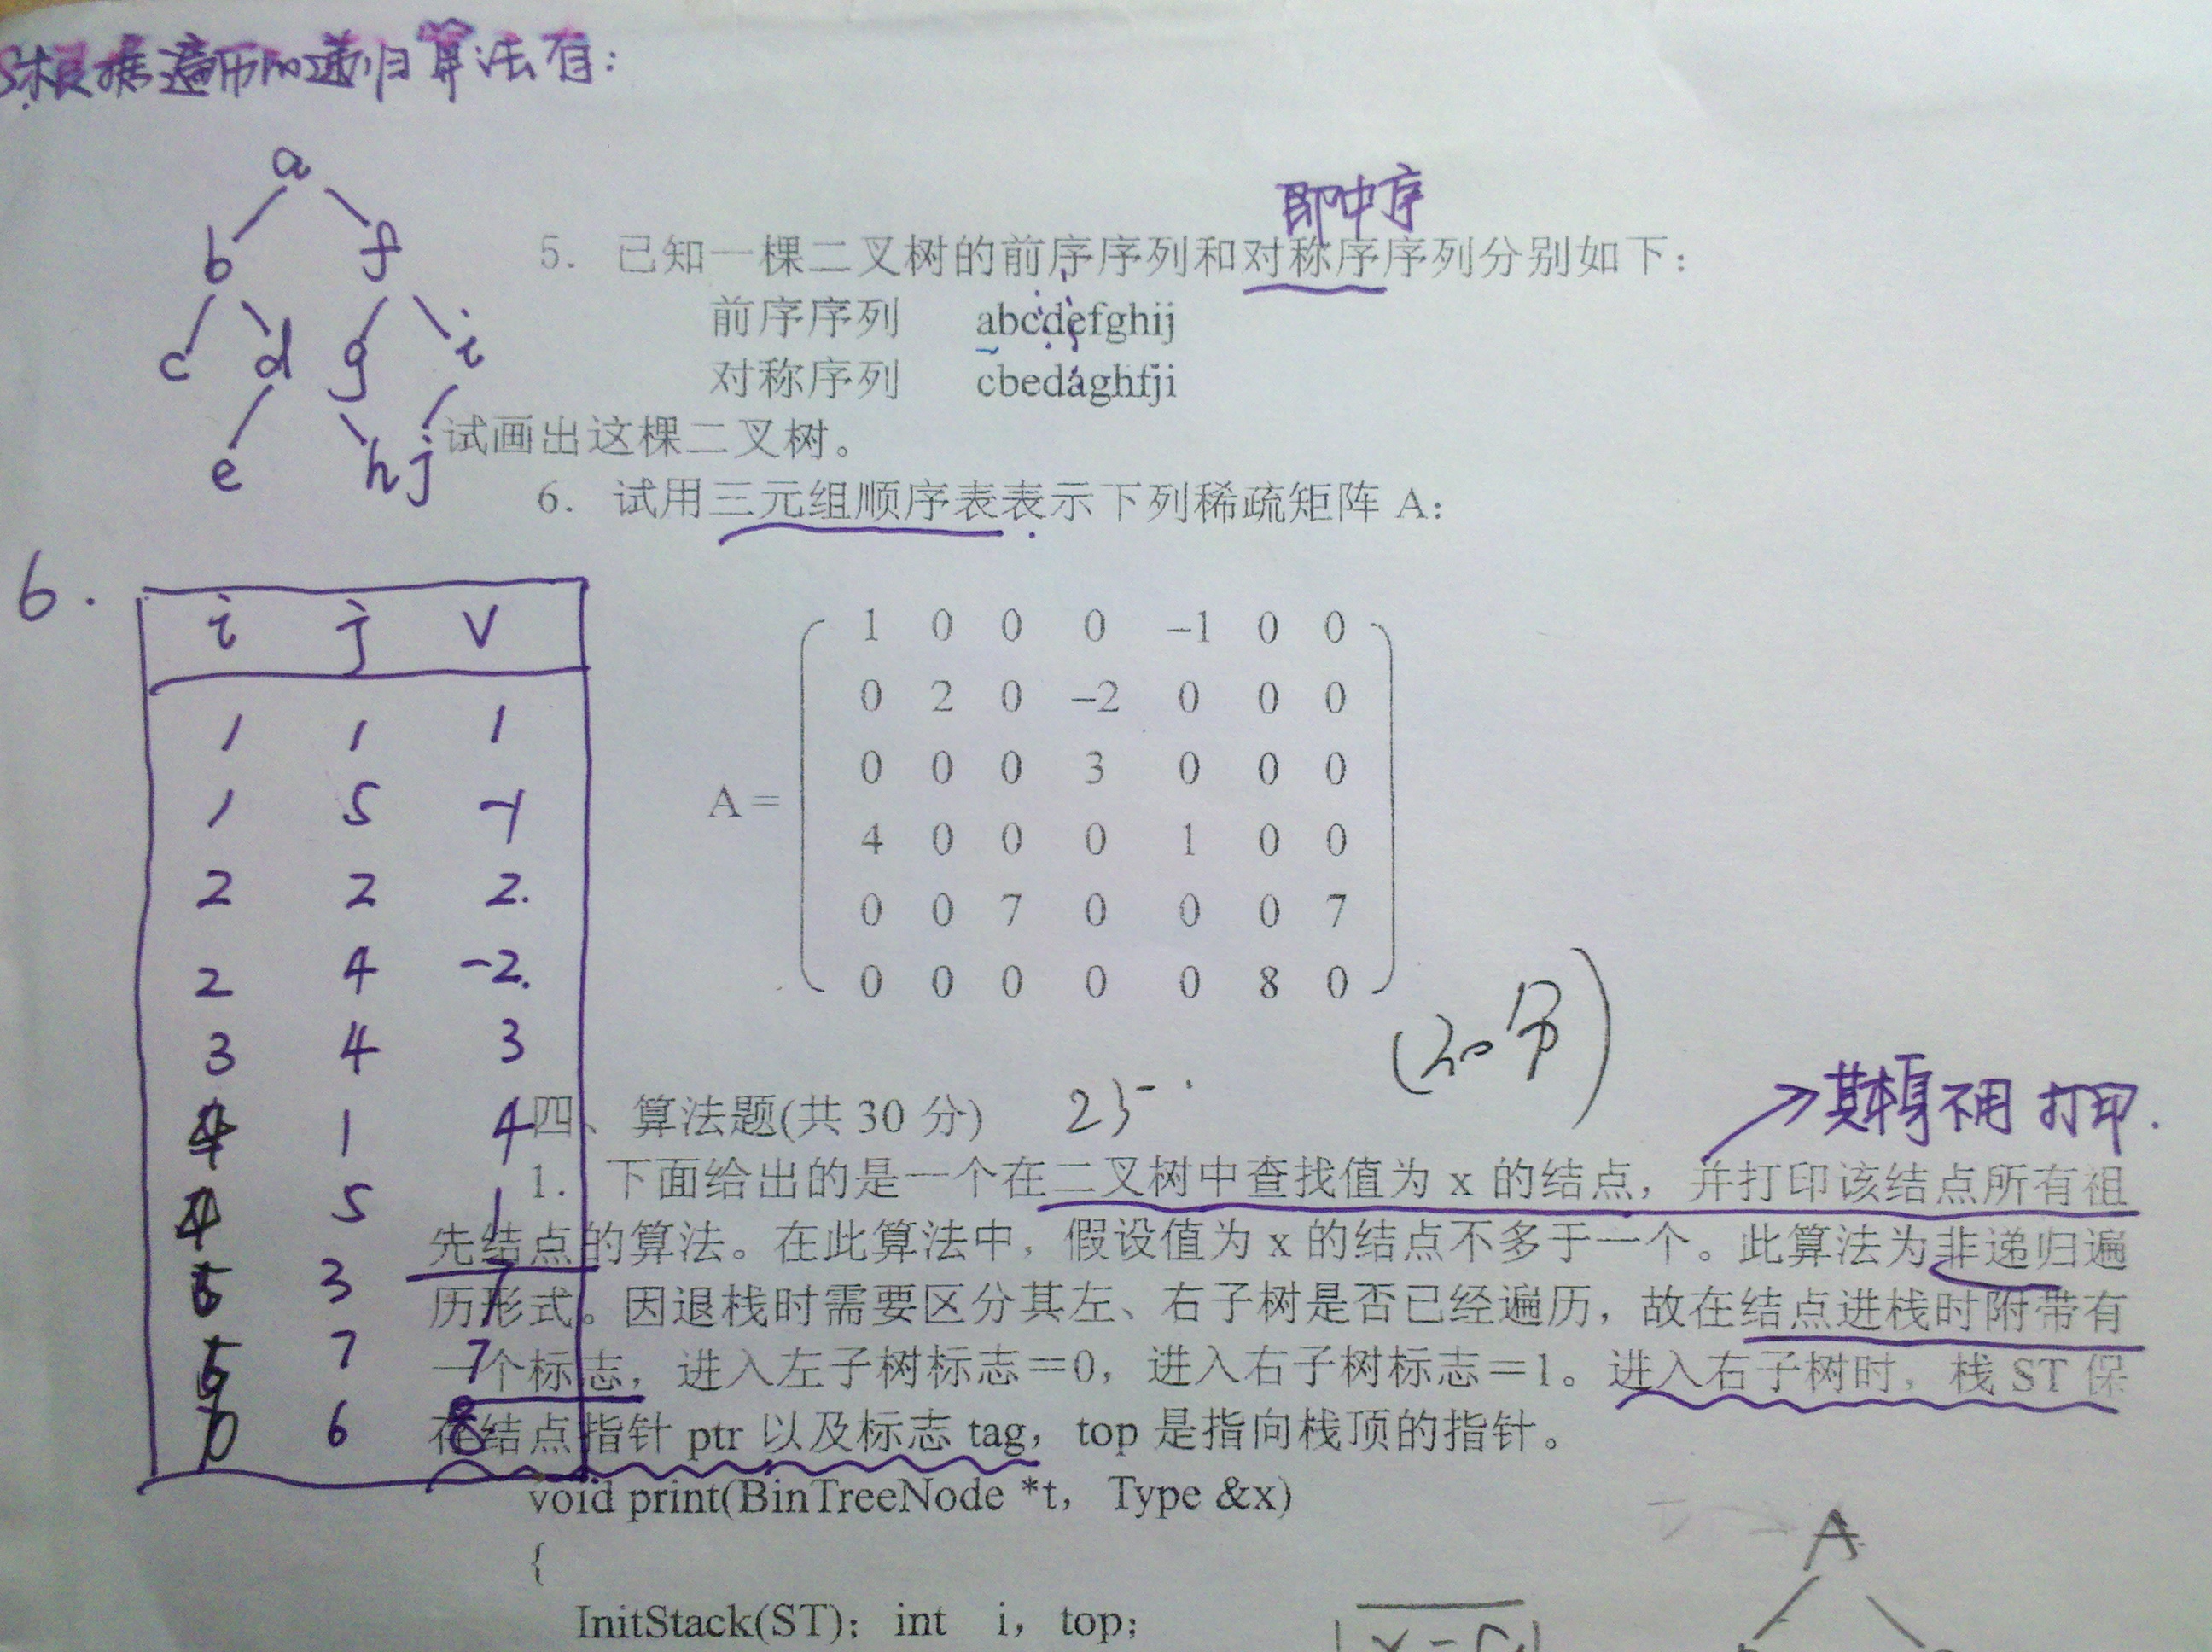 5根据遍历的递归算法有:
a
b f
c d g i
e h j
即中序
5. 已知一棵二叉树的前序序列和对称序序列分别如下:
前序序列 abcdefghij
对称序列 cbedaghfji
试画出这棵二叉树。
6. 试用三元组顺序表表示下列稀疏矩阵 A:
6.
i j v
1 1 1
1 5 -1
2 2 2.
2 4 -2.
3 4 3
4 1 4
4 5 1
5 3 7
5 7 7
6 8
1 0 0 0 -1 0 0
0 2 0 -2 0 0 0
0 0 0 3 0 0 0
A = 4 0 0 0 1 0 0
0 0 7 0 0 0 7
0 0 0 0 0 8 0
(30分)
四、算法题(共 30 分) 25
其本身不用打印.
1. 下面给出的是一个在二叉树中查找值为 x 的结点，并打印该结点所有祖
先结点的算法。在此算法中，假设值为 x 的结点不多于一个。此算法为非递归遍
历形式。因退栈时需要区分其左、右子树是否已经遍历，故在结点进栈时附带有
一个标志，进入左子树标志=0，进入右子树标志=1。进入右子树时，栈 ST 保
存结点指针 ptr 以及标志 tag，top 是指向栈顶的指针。
void print(BinTreeNode *t，Type &x)
{
InitStack(ST)；int i，top；
A